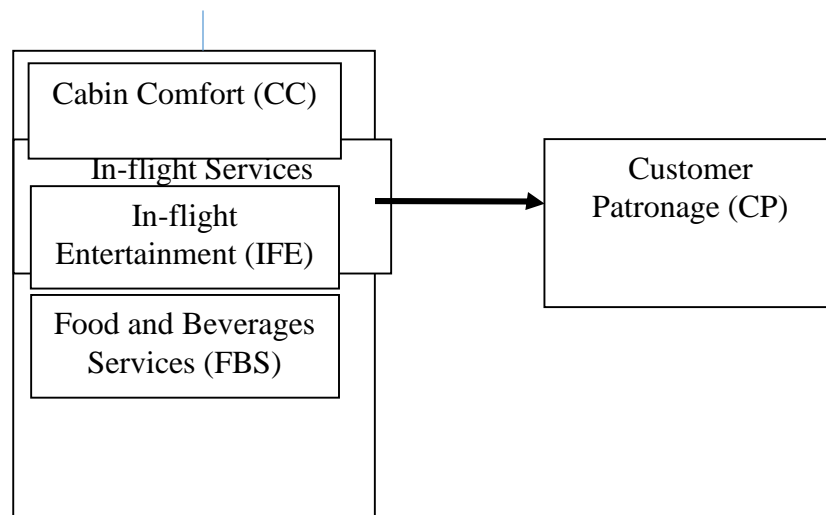 Cabin Comfort (CC)
In-flight Services
In-flight
Entertainment (IFE)
Food and Beverages
Services (FBS)
Customer
Patronage (CP)